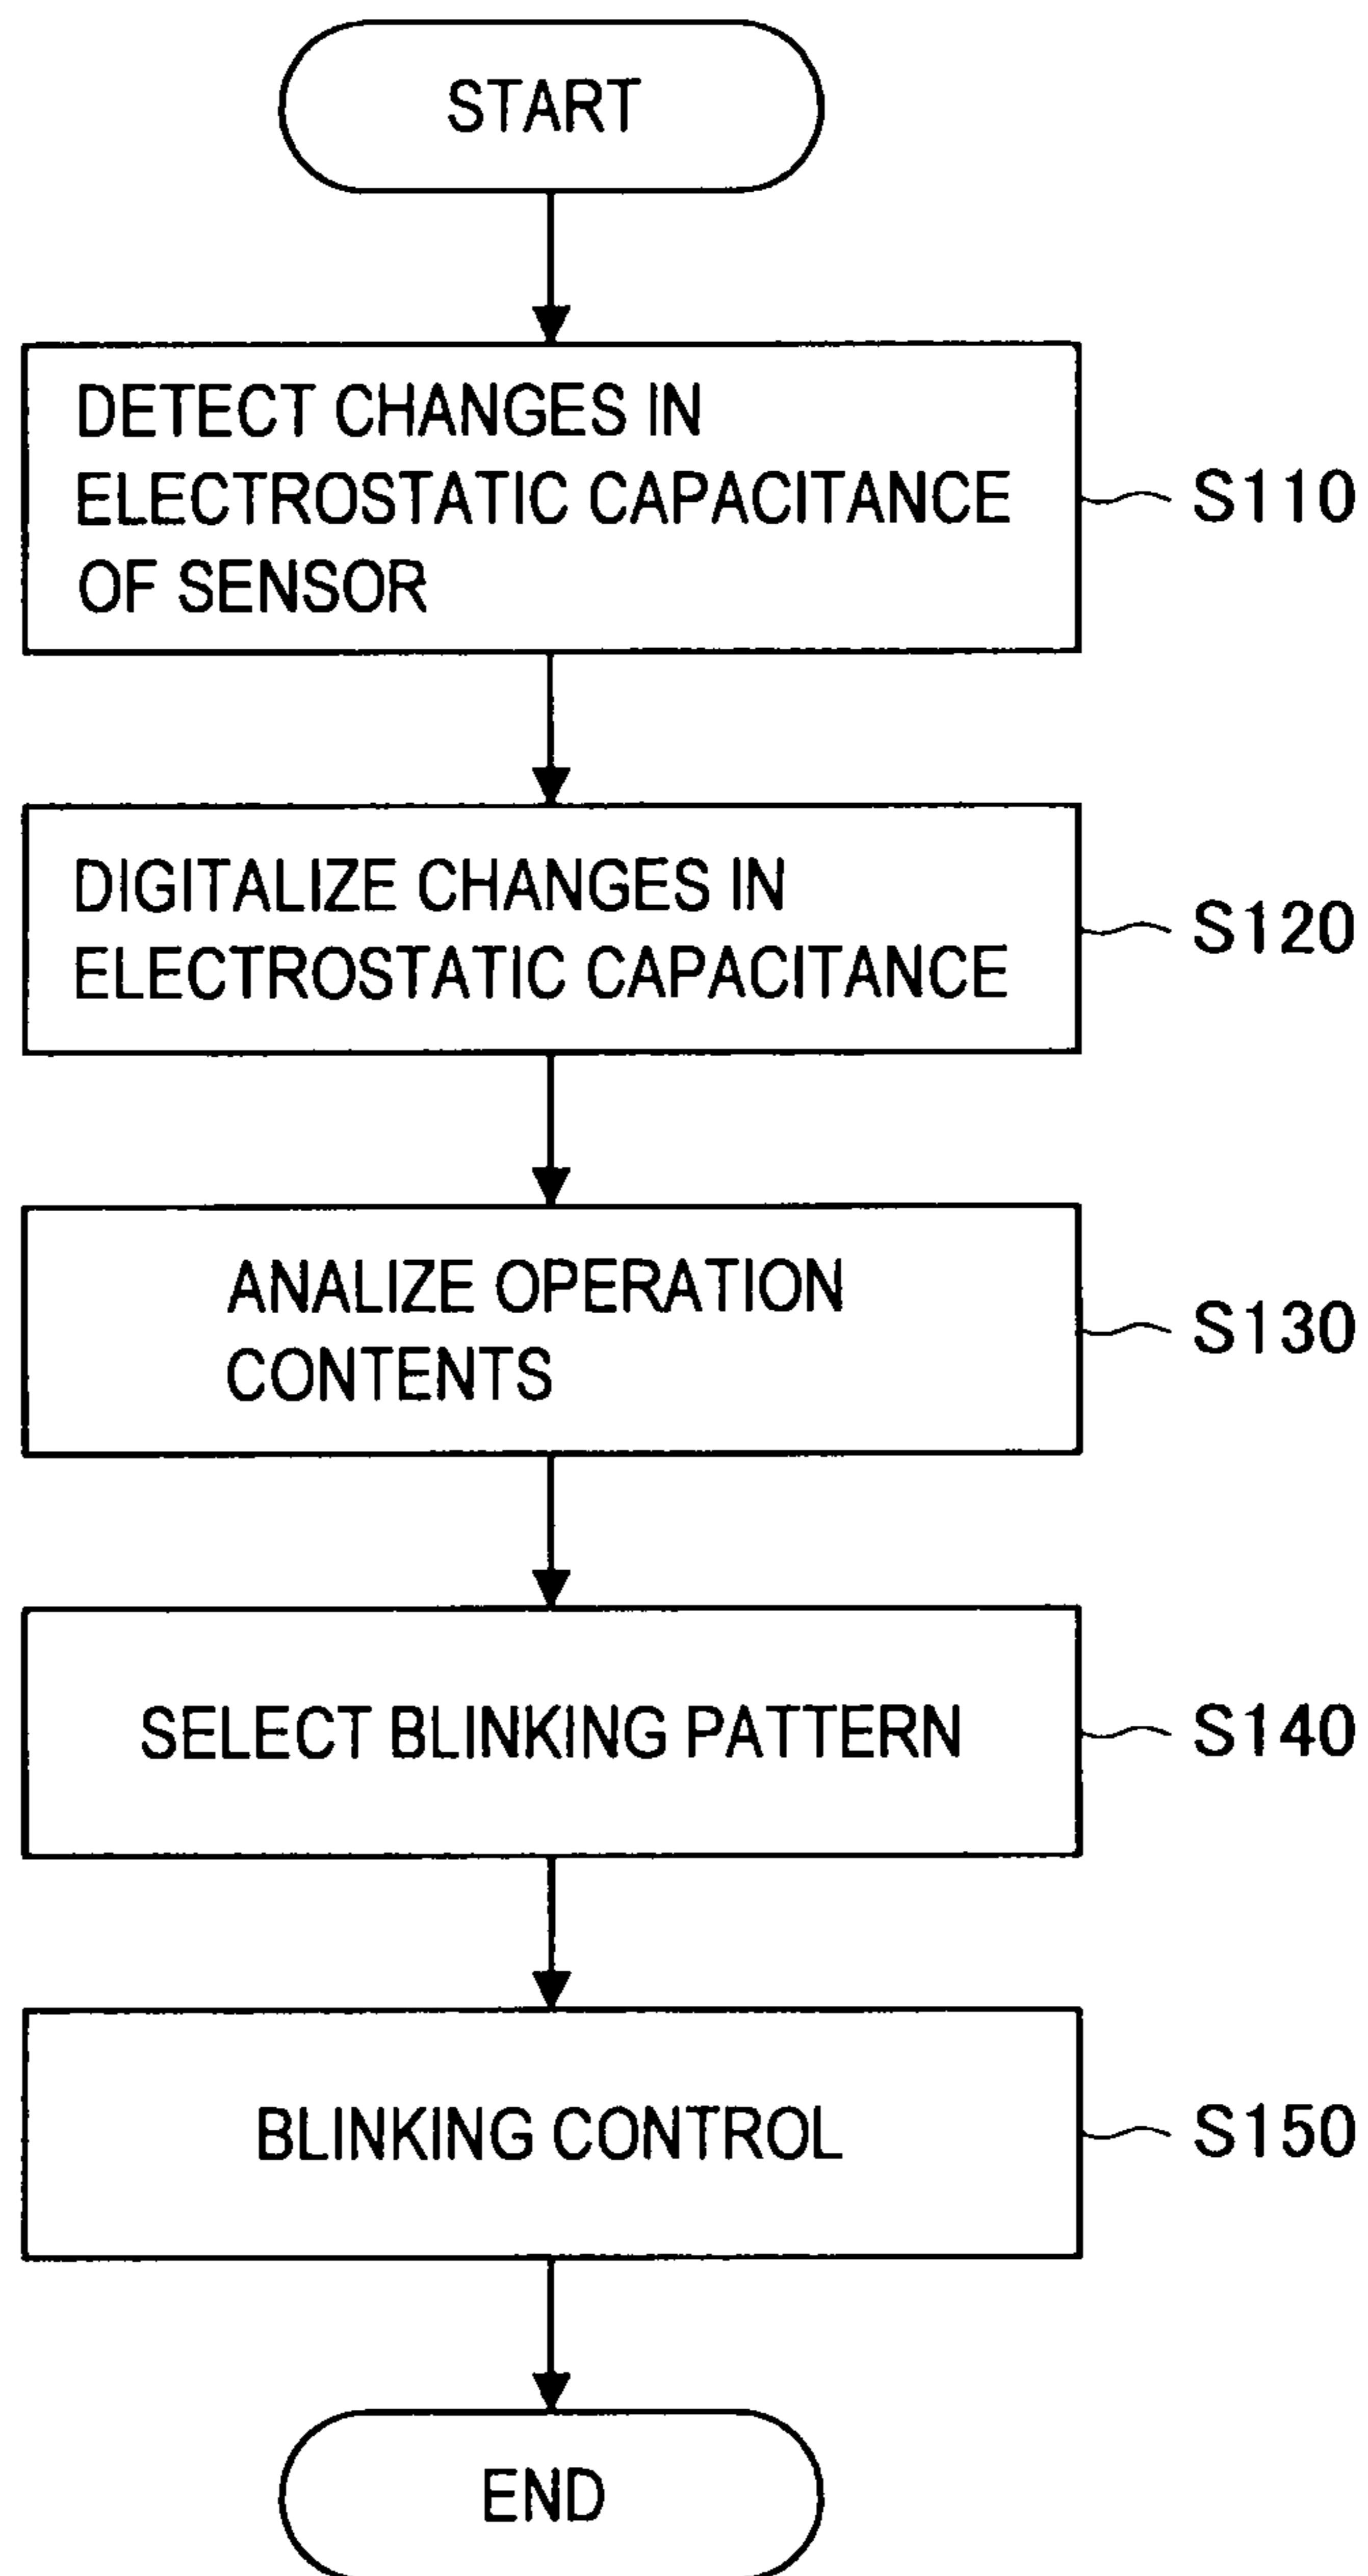 START
DETECT CHANGES IN
ELECTROSTATIC CAPACITANCE
OF SENSOR
S110
DIGITALIZE CHANGES IN
ELECTROSTATIC CAPACITANCE
S120
ANALIZE OPERATION
CONTENTS
S130
SELECT BLINKING PATTERN
S140
BLINKING CONTROL
S150
END